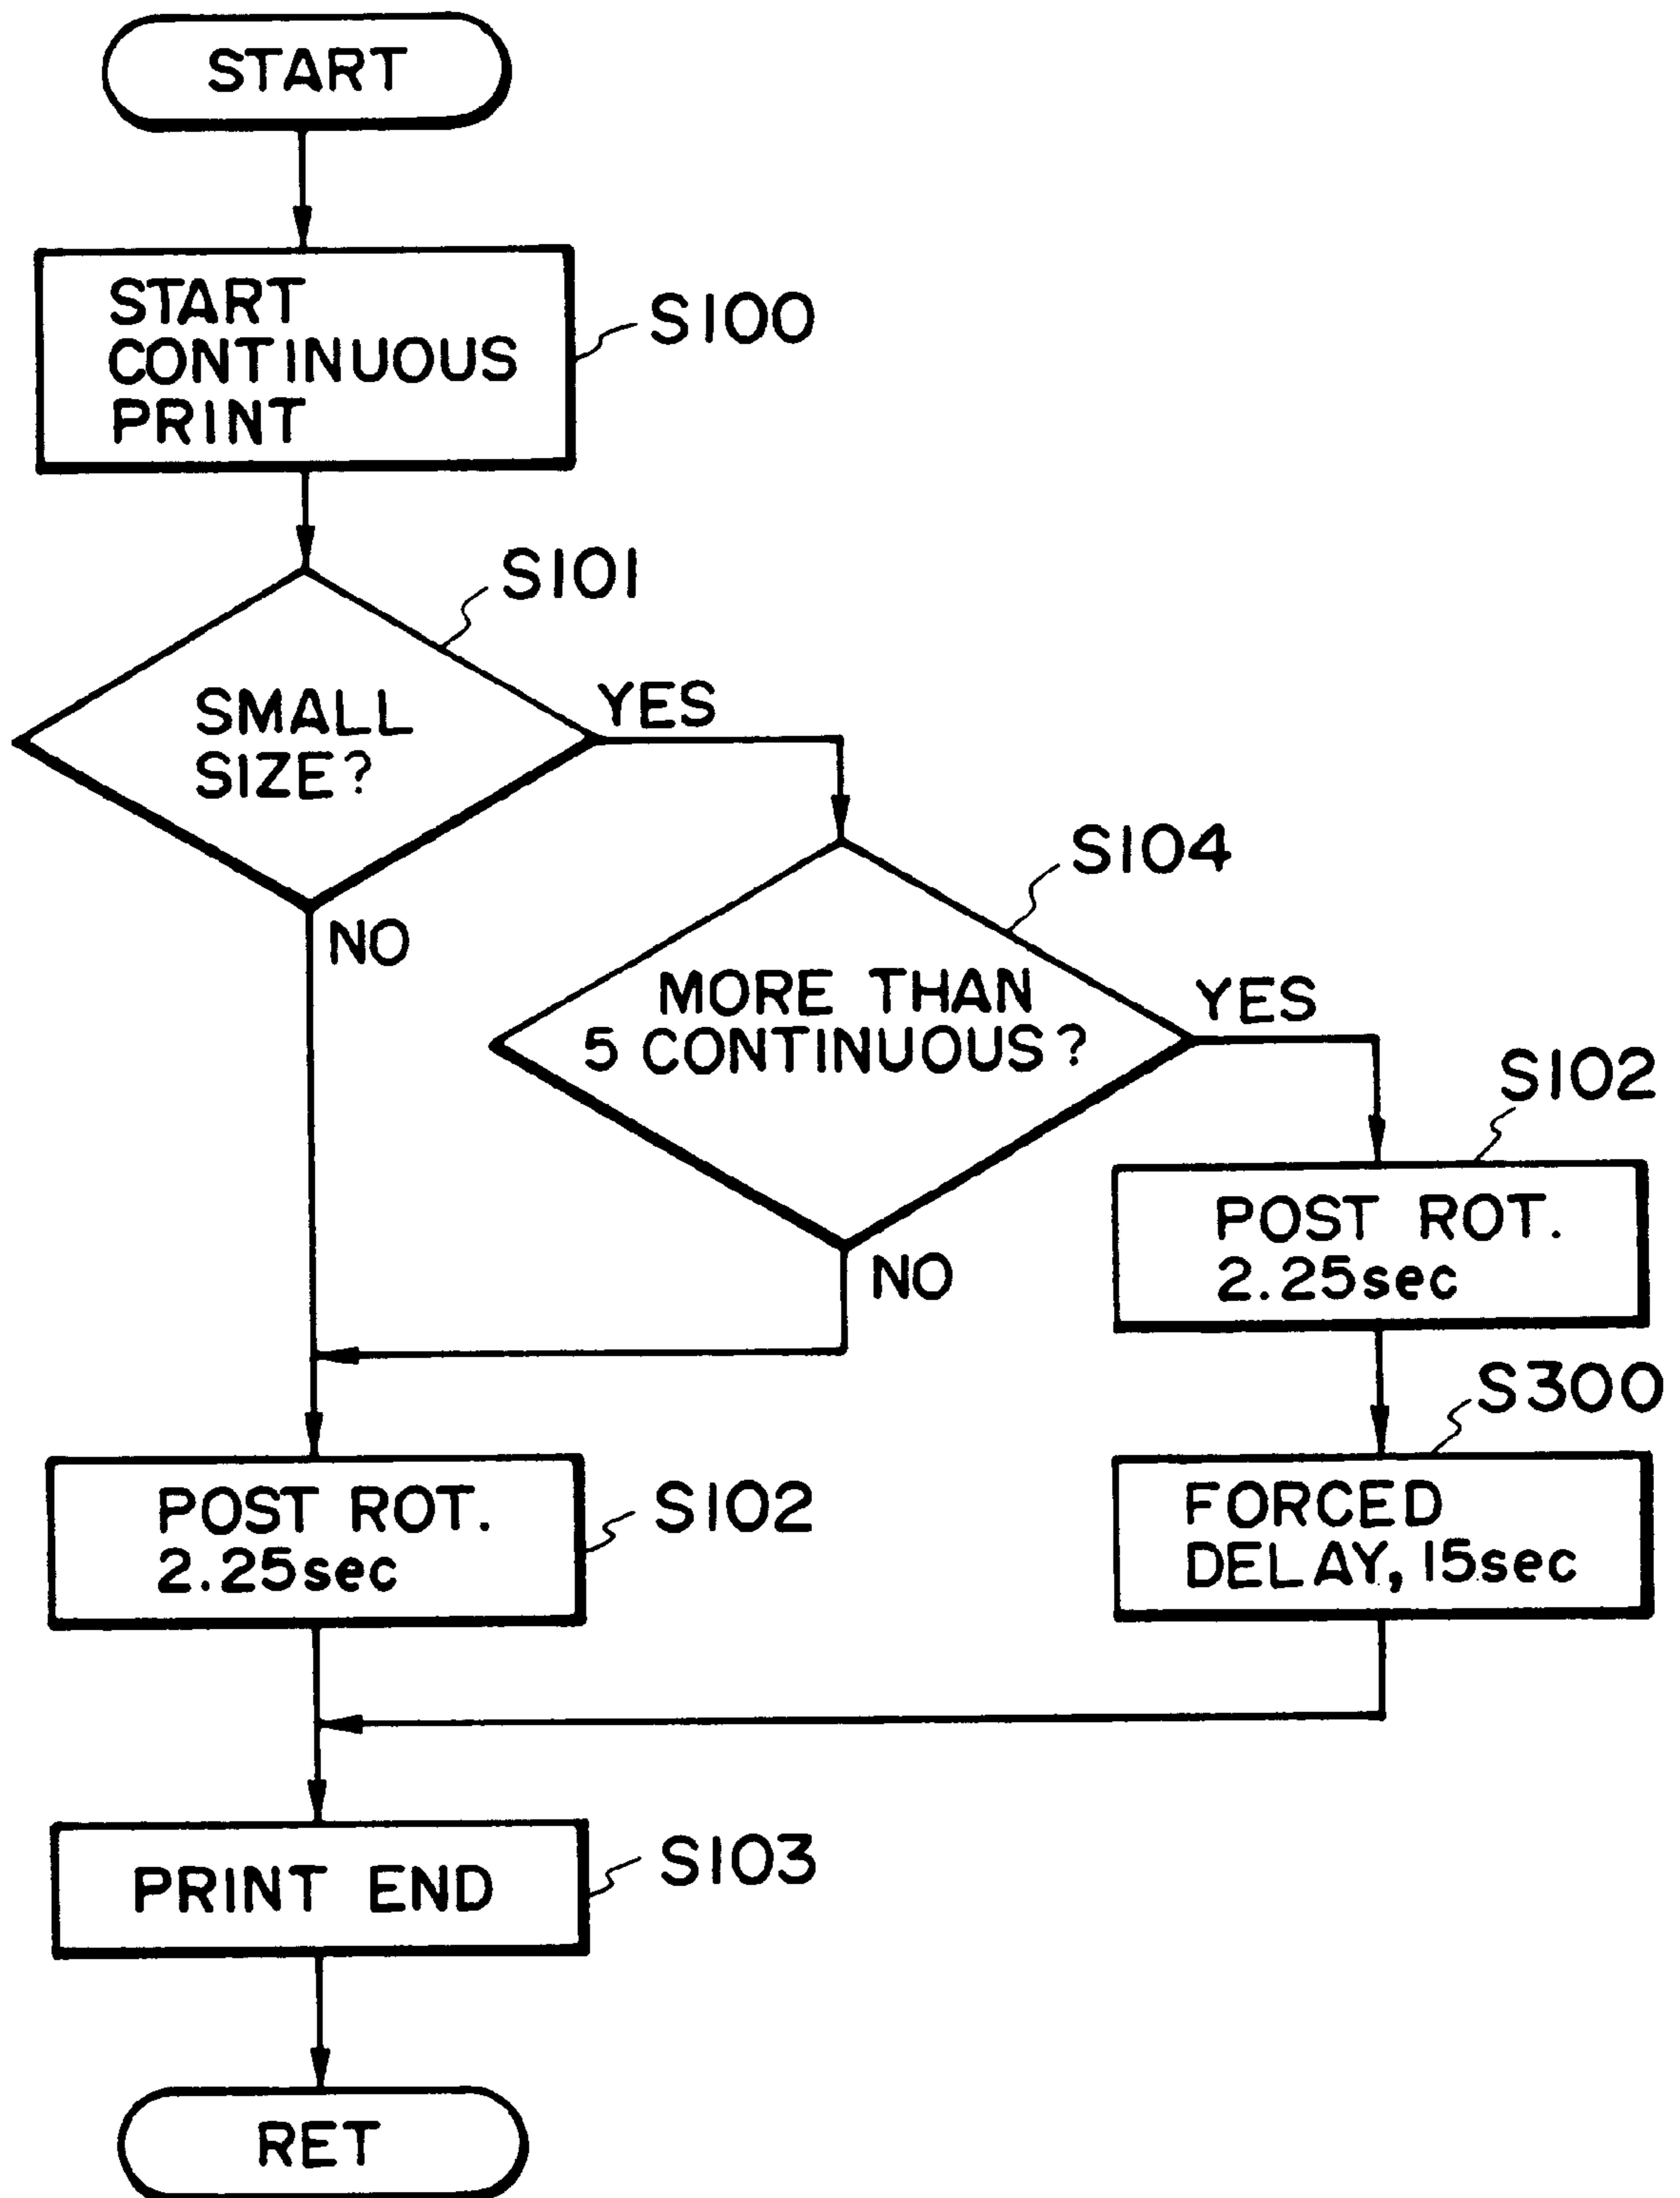 START
START
CONTINUOUS
PRINT
S100
S101
SMALL
SIZE?
YES
NO
S104
MORE THAN
5 CONTINUOUS?
YES
NO
S102
POST ROT.
2.25sec
S300
FORCED
DELAY, 15sec
POST ROT.
2.25sec
S102
PRINT END
S103
RET